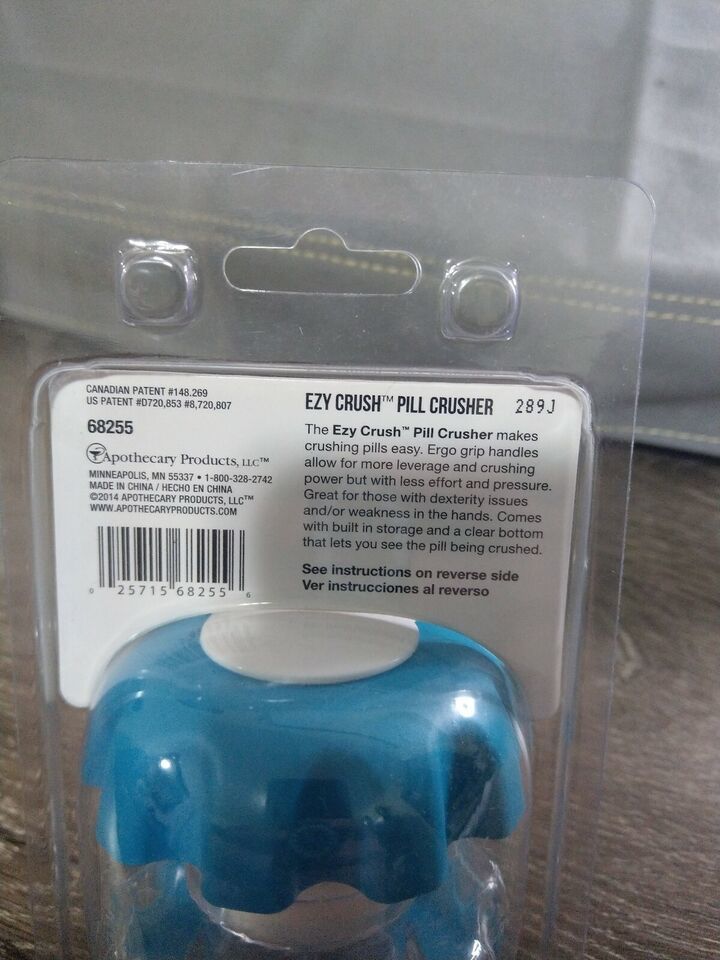 CANADIAN PATENT #148.269
US PATENT #D720,853 #8,720,807
68255
Apothecary Products, LLC™
MINNEAPOLIS, MN 55337 • 1-800-328-2742
MADE IN CHINA / HECHO EN CHINA
©2014 APOTHECARY PRODUCTS, LLC™
WWW.APOTHECARYPRODUCTS.COM
0 25715 68255 6
EZY CRUSH™ PILL CRUSHER 289J
The Ezy Crush™ Pill Crusher makes
crushing pills easy. Ergo grip handles
allow for more leverage and crushing
power but with less effort and pressure.
Great for those with dexterity issues
and/or weakness in the hands. Comes
with built in storage and a clear bottom
that lets you see the pill being crushed.
See instructions on reverse side
Ver instrucciones al reverso